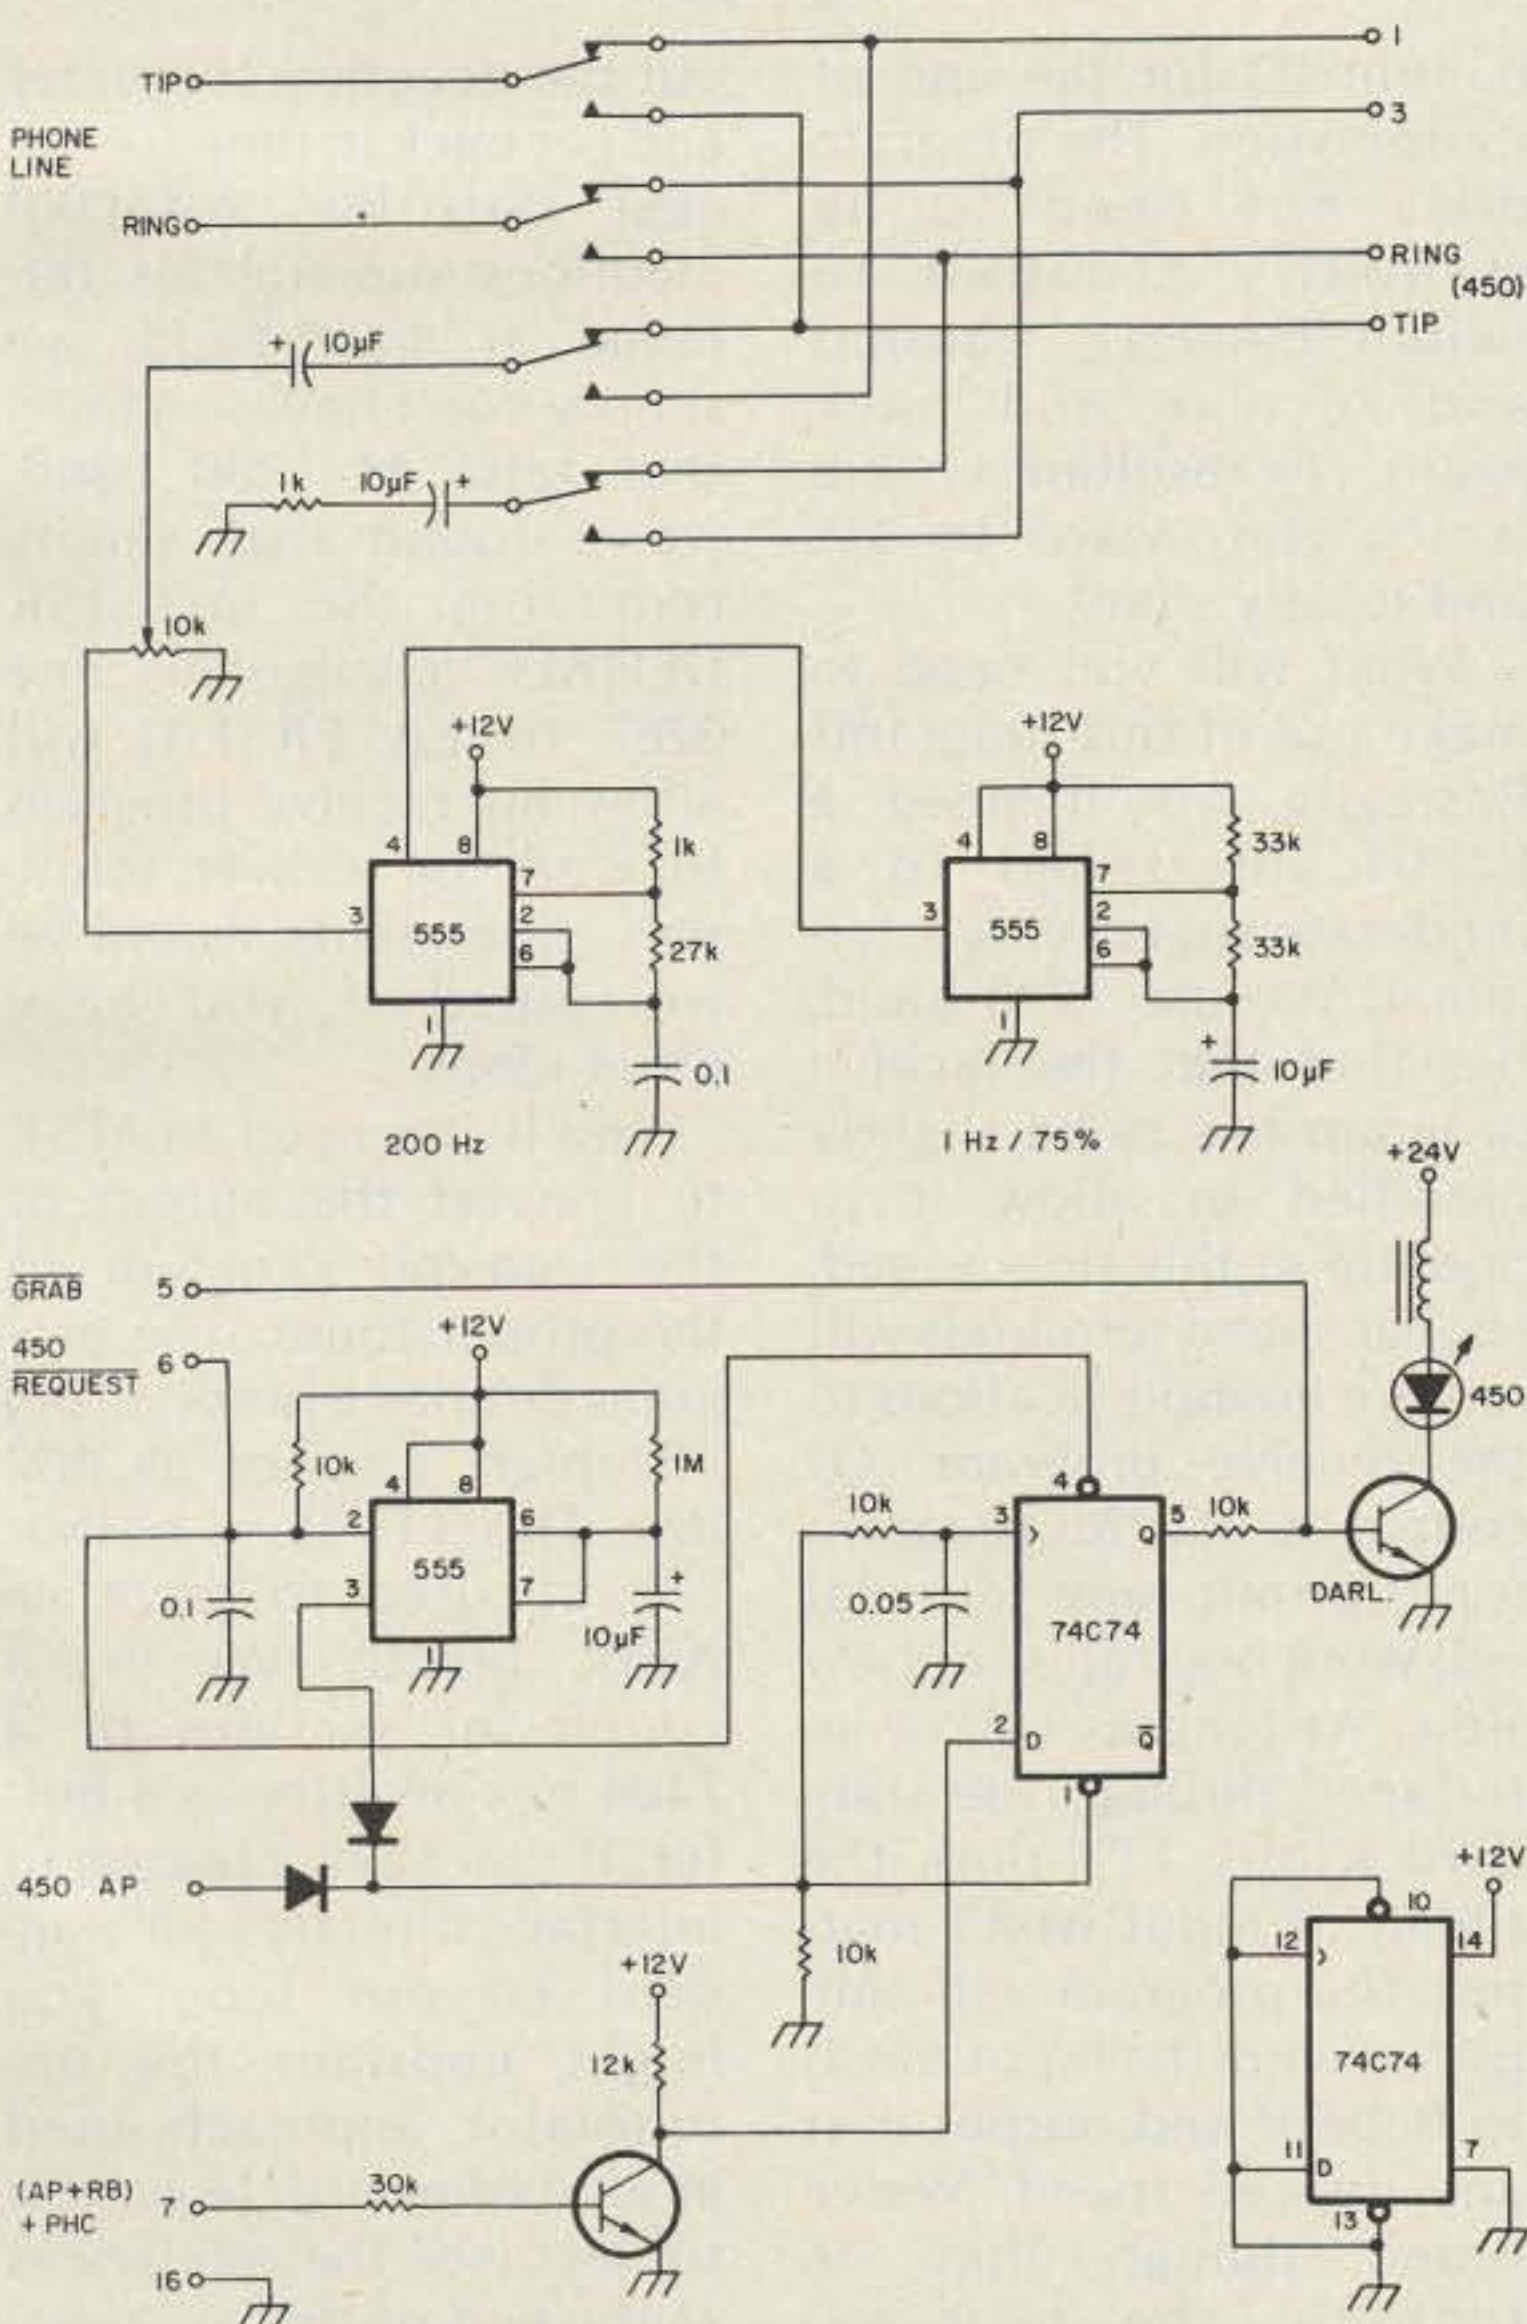 1
TIP
3
PHONE
LINE
RING
RING
(450)
+ 10µF
TIP
1k 10µF +
10k
+12V
+12V
4 8 1k
4 8 33k
7
7
3 555 2
3 555 2
6 27k
6 33k
1
1
0.1
+ 10µF
200 Hz
1 Hz / 75%
+24V
GRAB 5
+12V
450
REQUEST 6
450
10k 4 8 1M
4
10k
2 6
3 Q 5 10k
555
3 7
0.1
+
10µF
1
0.05
74C74
DARL.
2 D Q
1
450 AP
+12V
10
12 14
+12V
10k
12k
74C74
11 D 7
(AP+RB)
+ PHC 7 30k
13
16